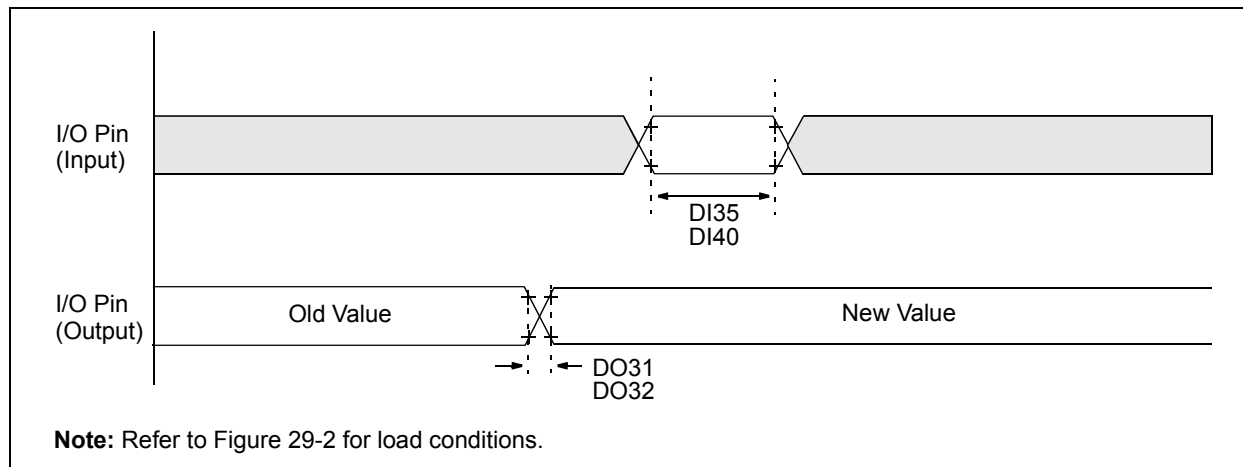 I/O Pin
(Input)
DI35
DI40
I/O Pin
(Output)
Old Value
New Value
DO31
DO32
Note: Refer to Figure 29-2 for load conditions.